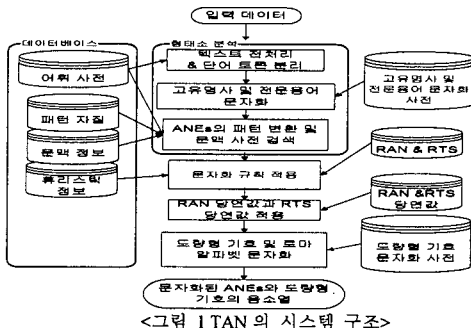 입력 데이터
데이터베이스
형태소 분석
어휘 사전
텍스트 전처리
& 단어 토큰 분리
고유명사 및 전문용어
문자화
고유명사 및
전문용어 문자화
사전
패턴 자질
ANEs의 패턴 변환 및
문맥 사전 검색
문맥 정보
RAN & RTS
휴리스틱
정보
문자화 규칙 적용
RAN 당연값과 RTS
당연값 적용
RAN &RTS
당연값
도량형 기호 및 로마
알파벳 문자화
도량형 기호
문자화 사전
문자화된 ANEs와 도량형
기호의 음소열
<그림 1 TAN 의 시스템 구조>